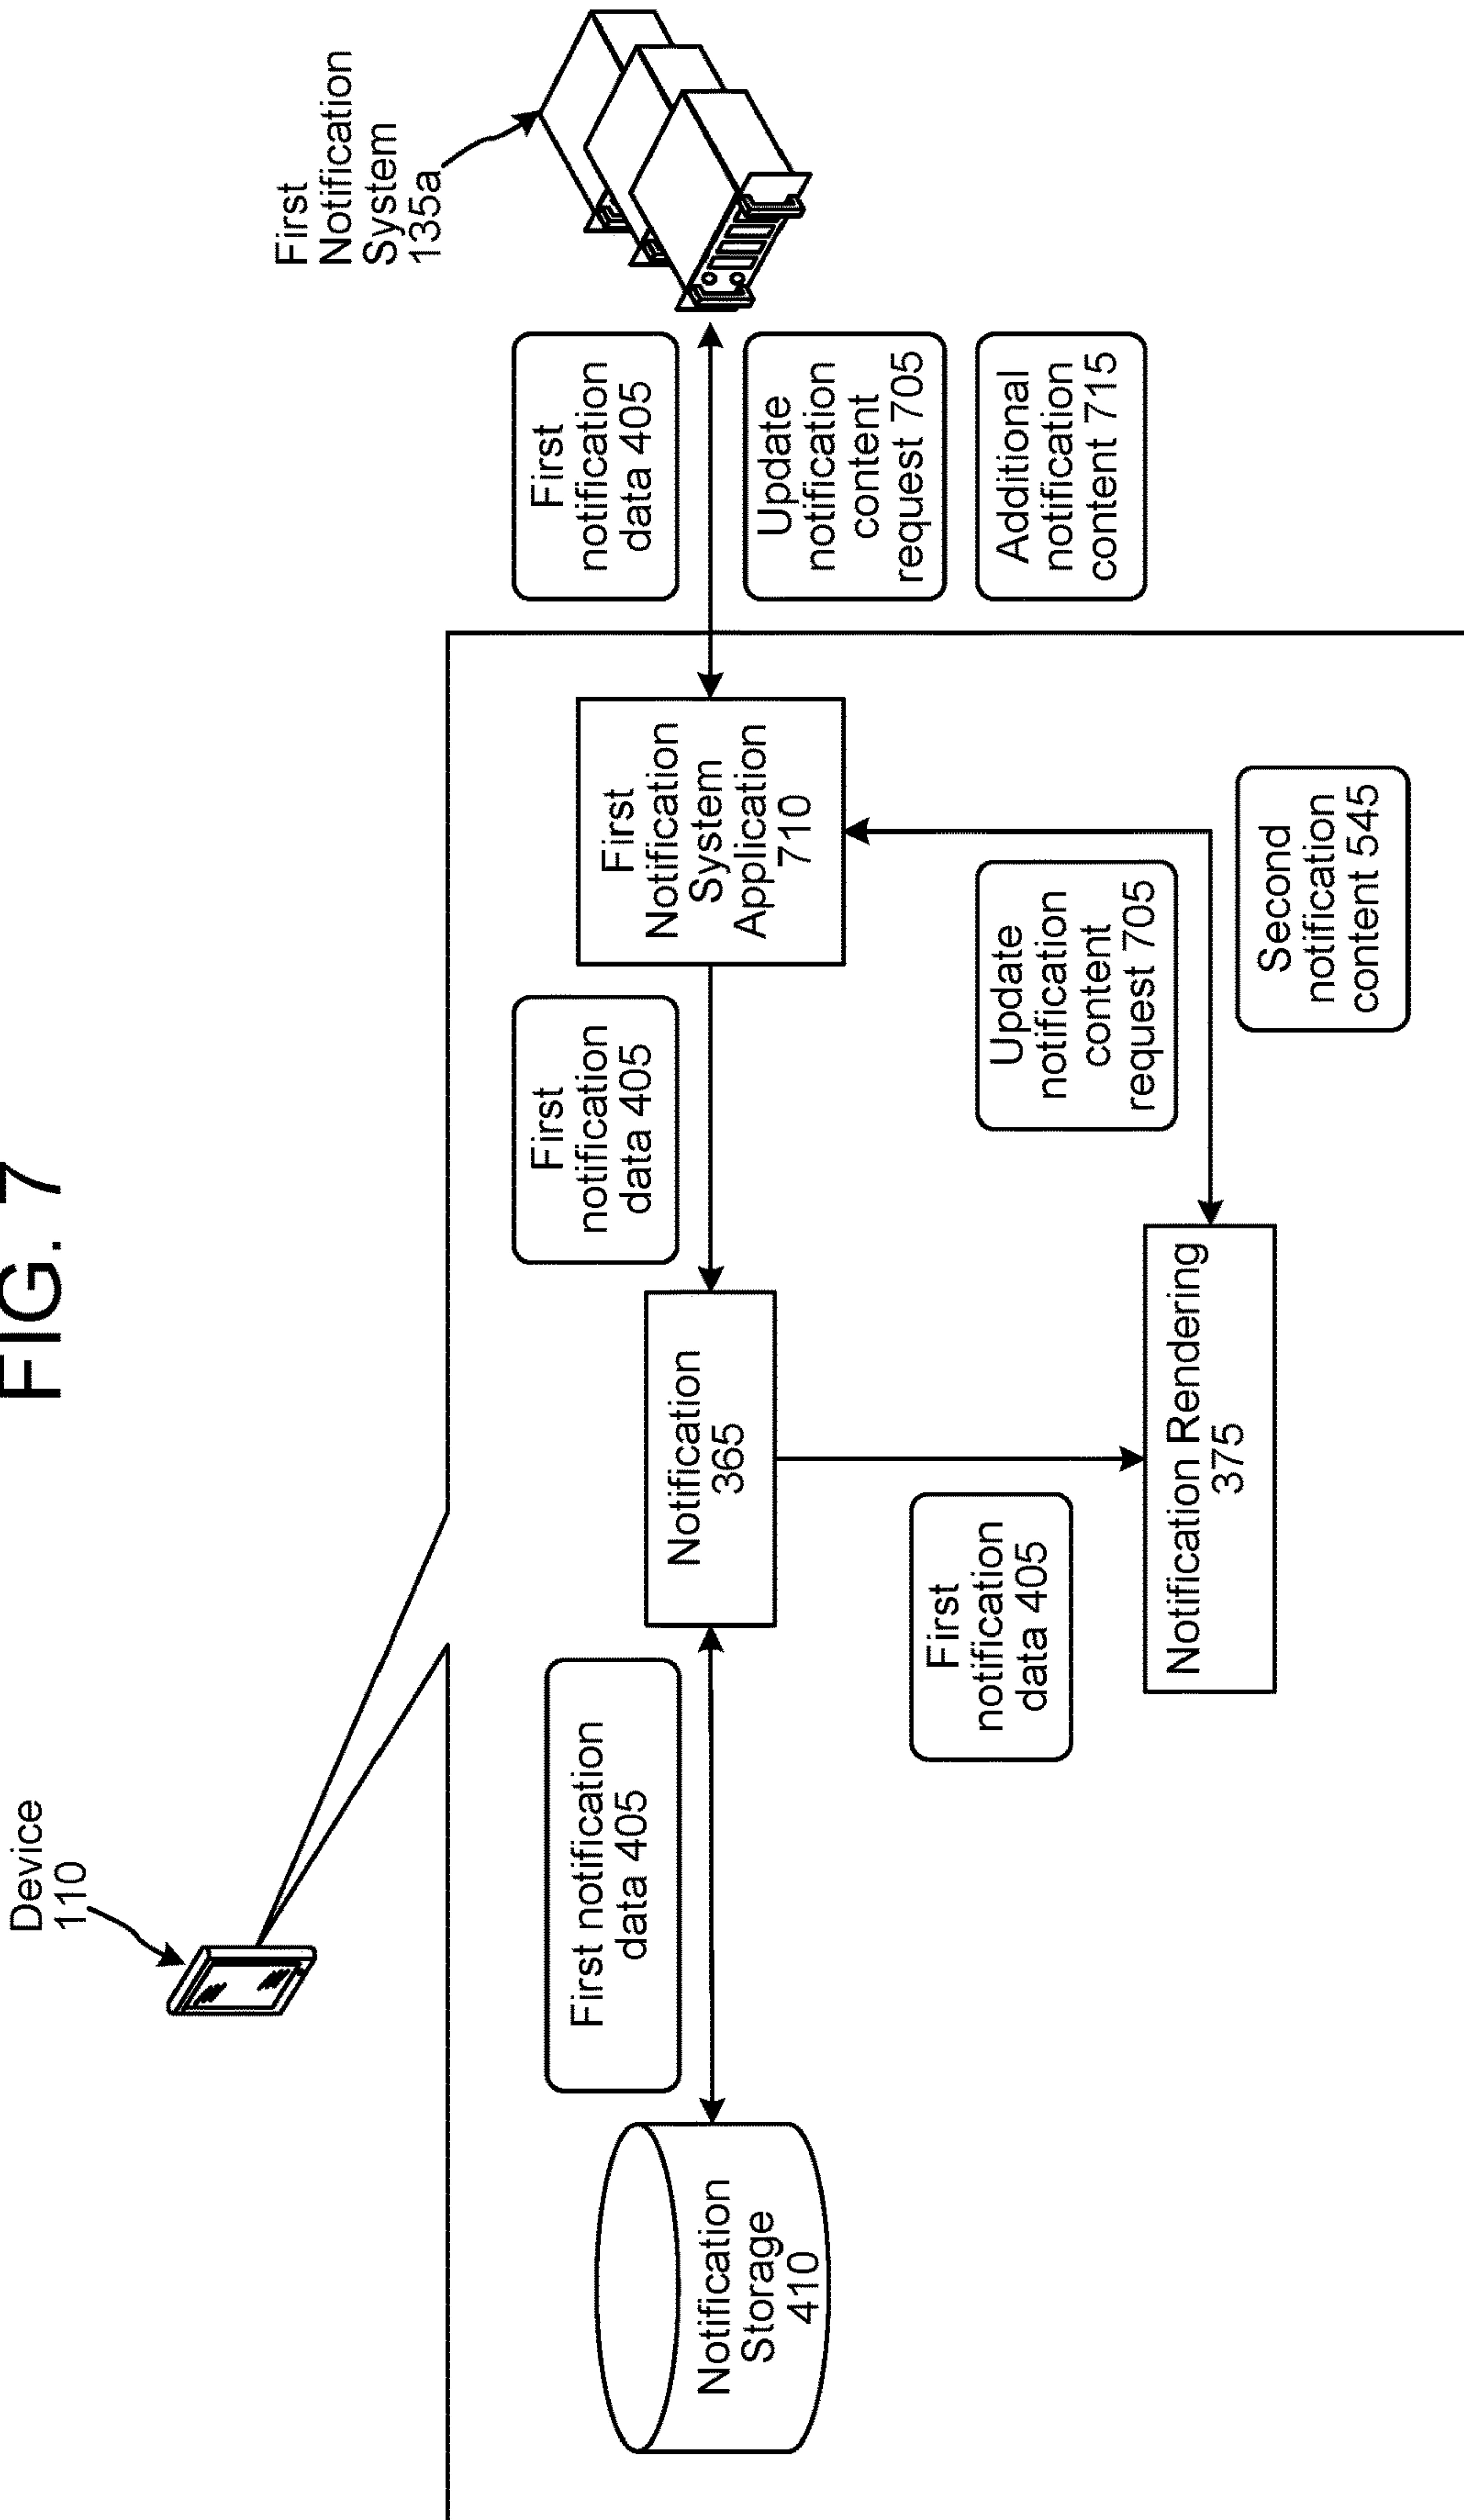 FIG. 7
Device
110
First
Notification
System
135a
First notification
data 405
First
notification
data 405
First
notification
data 405
Notification
Storage
410
Notification
365
First
Notification
System
Application
710
Update
notification
content
request 705
First
notification
data 405
Update
notification
content
request 705
Additional
notification
content 715
Notification Rendering
375
Second
notification
content 545